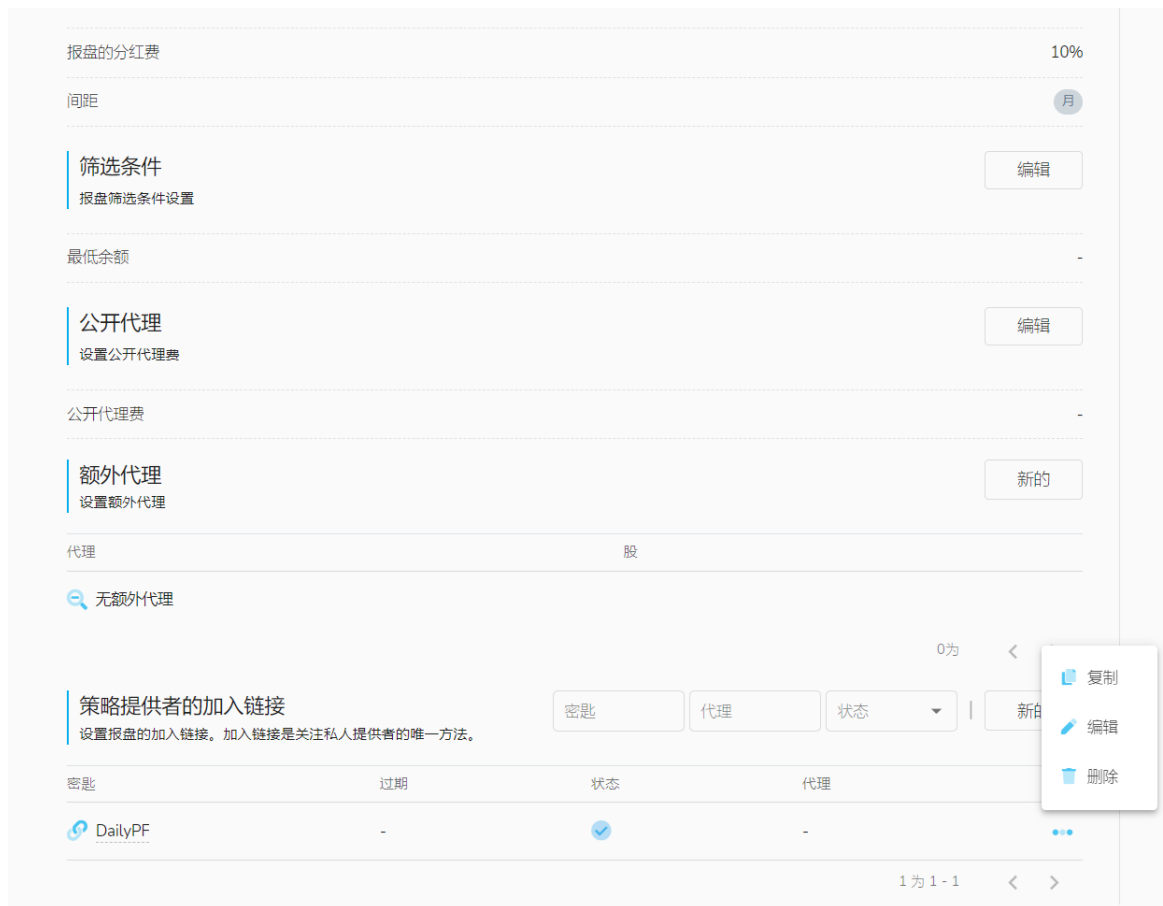 报盘的分红费
10%
间距
月
筛选条件
编辑
报盘筛选条件设置
最低余额
-
公开代理
编辑
设置公开代理费
公开代理费
-
额外代理
新的
设置额外代理
代理
股
无额外代理
0为
复制
策略提供者的加入链接
密匙
代理
状态
|
新的
设置报盘的加入链接。加入链接是关注私人提供者的唯一方法。
编辑
删除
密匙
过期
状态
代理
DailyPF
-
-
1 为 1 - 1